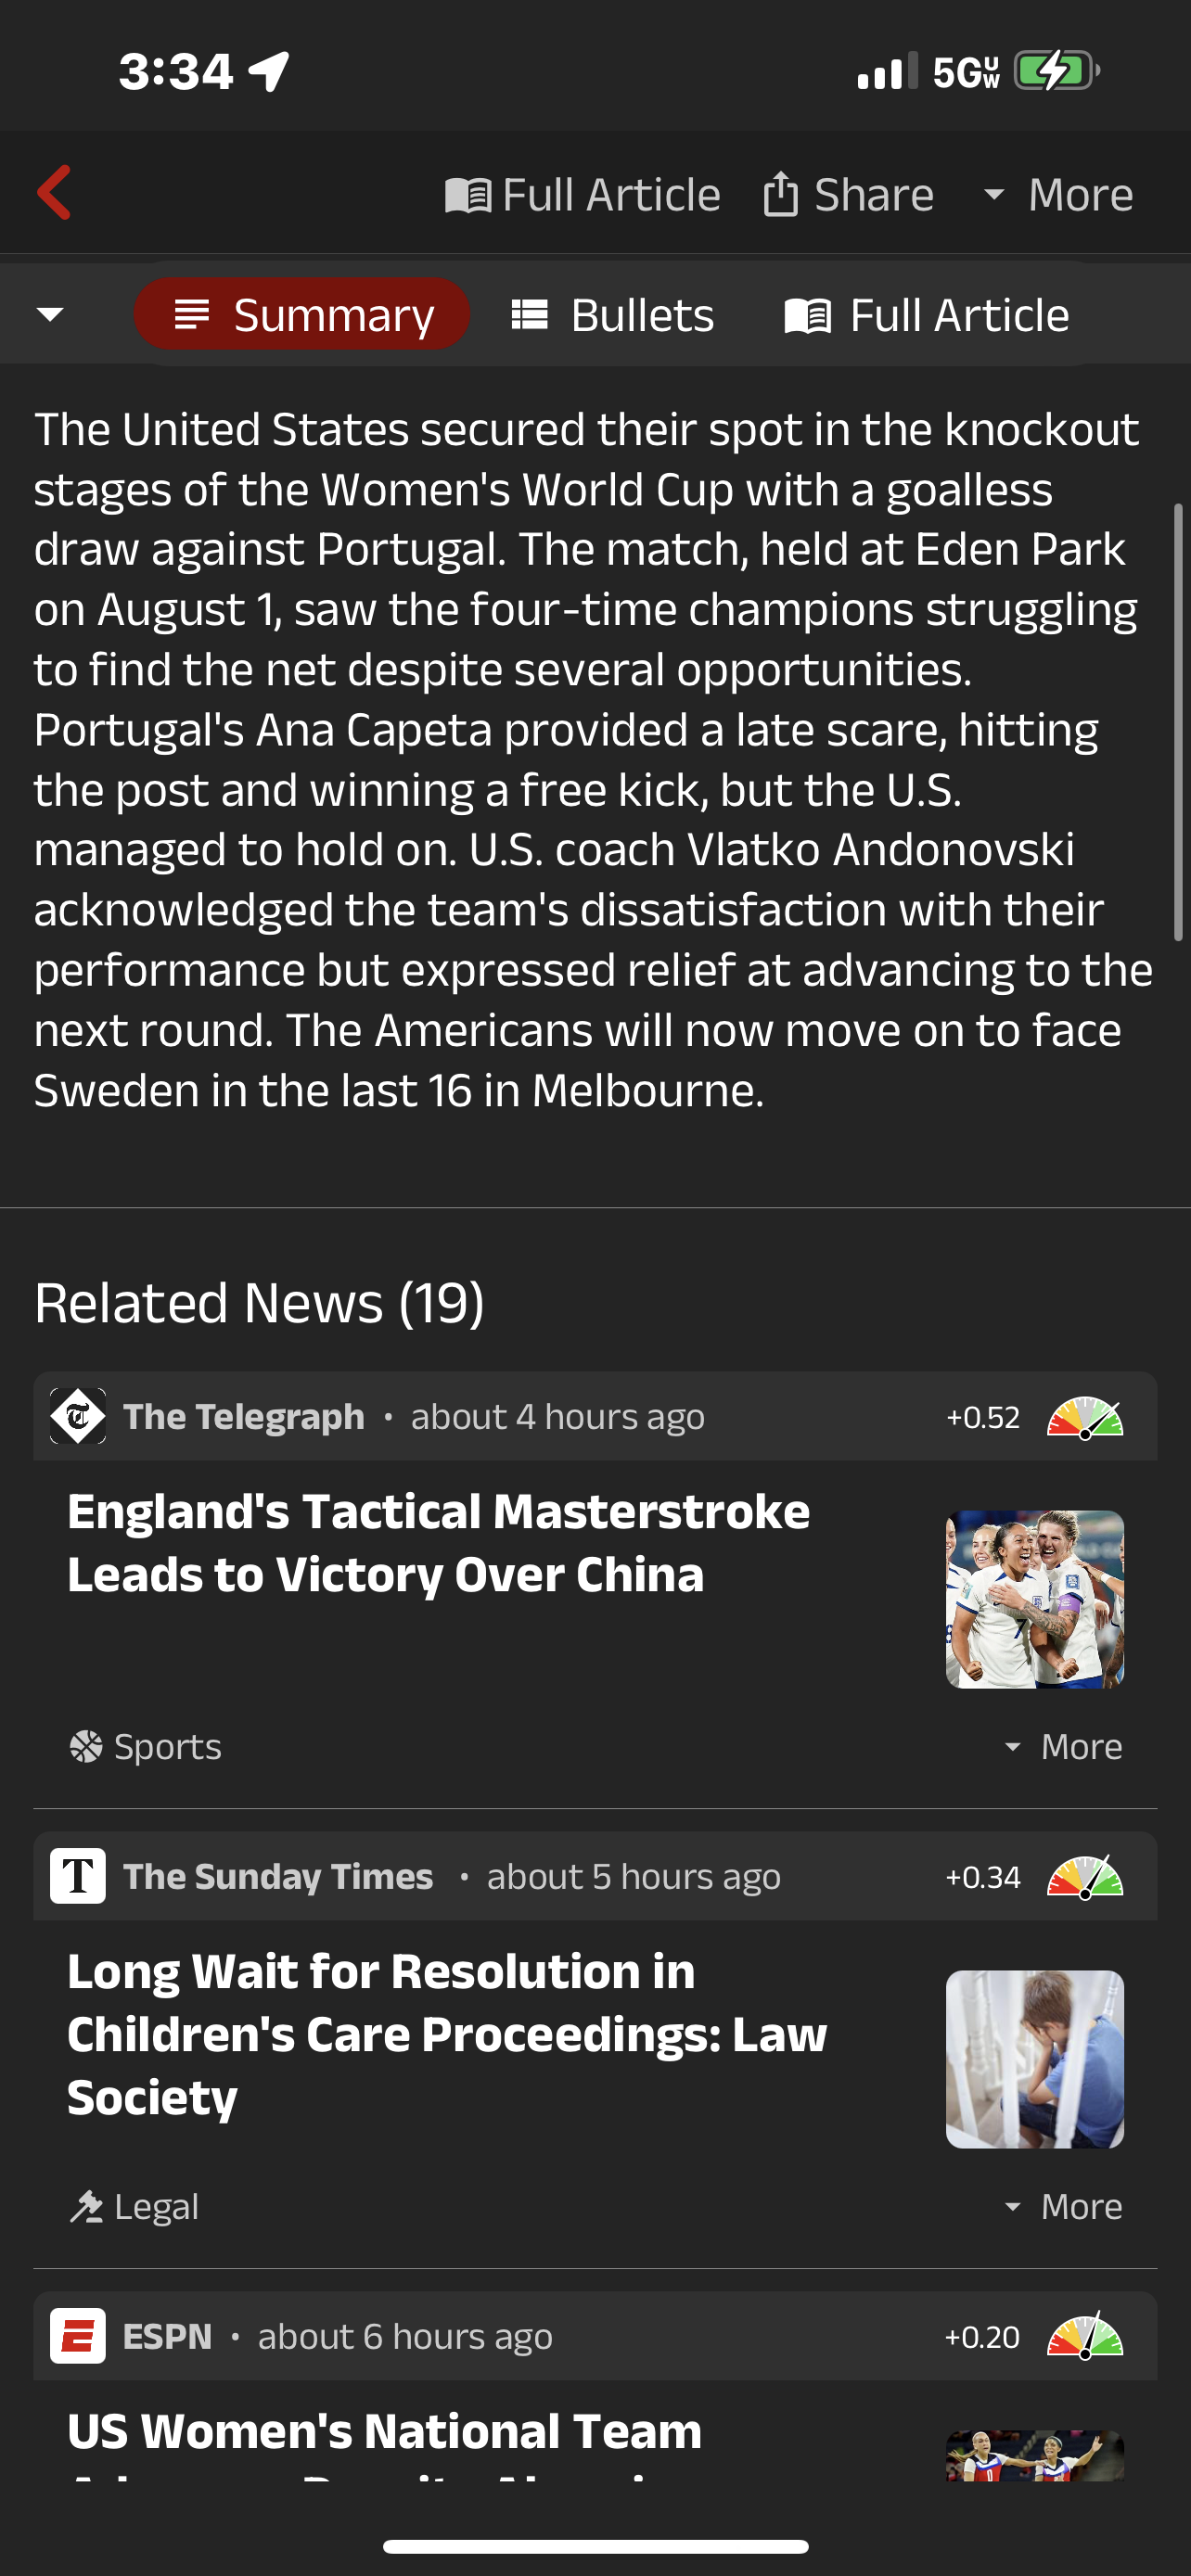 3:34
5G UW
Full Article Share More
Summary Bullets Full Article
The United States secured their spot in the knockout
stages of the Women's World Cup with a goalless
draw against Portugal. The match, held at Eden Park
on August 1, saw the four-time champions struggling
to find the net despite several opportunities.
Portugal's Ana Capeta provided a late scare, hitting
the post and winning a free kick, but the U.S.
managed to hold on. U.S. coach Vlatko Andonovski
acknowledged the team's dissatisfaction with their
performance but expressed relief at advancing to the
next round. The Americans will now move on to face
Sweden in the last 16 in Melbourne.
Related News (19)
The Telegraph • about 4 hours ago +0.52
England's Tactical Masterstroke
Leads to Victory Over China
Sports More
The Sunday Times • about 5 hours ago +0.34
Long Wait for Resolution in
Children's Care Proceedings: Law
Society
Legal More
ESPN • about 6 hours ago +0.20
US Women's National Team